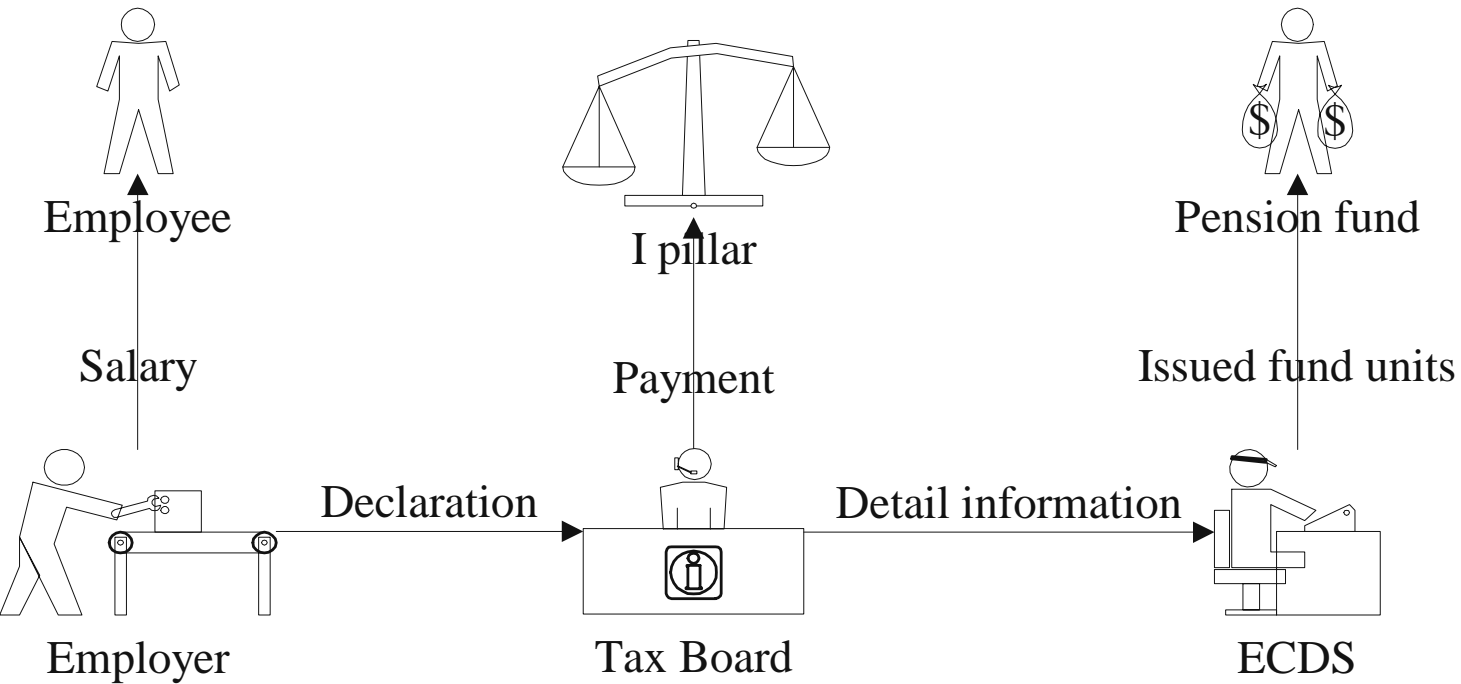 $ $
Employee
I pillar
Pension fund
Salary
Payment
Issued fund units
Declaration
Detail information
i
Employer
Tax Board
ECDS